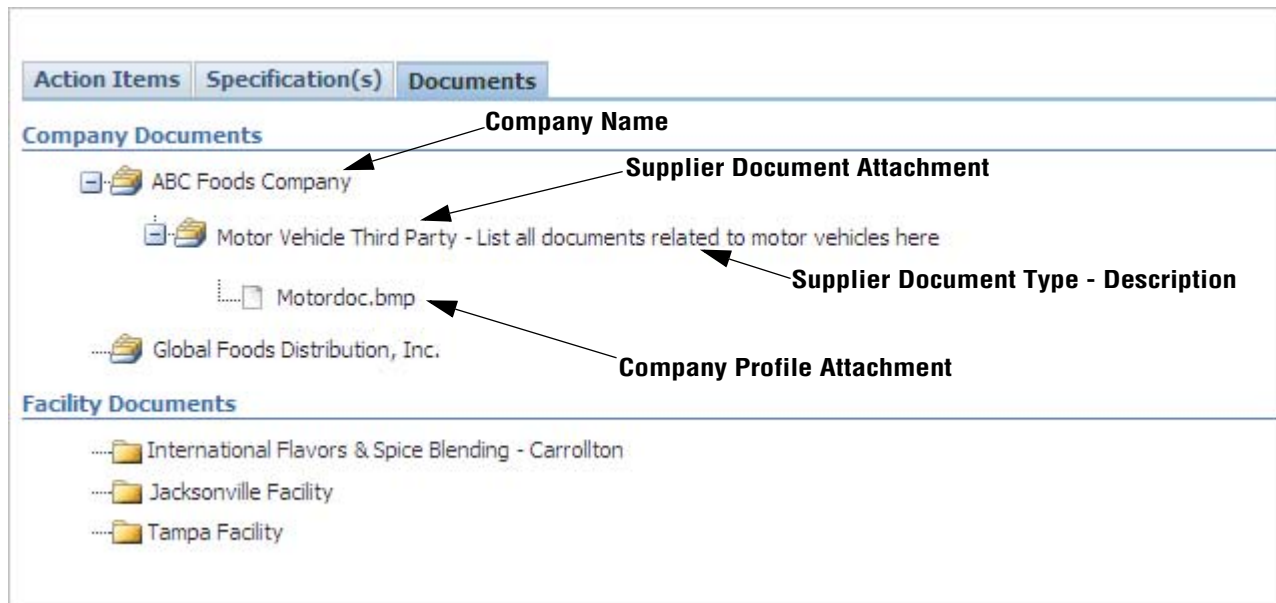 Action Items Specification(s) Documents
Company Documents
Company Name
ABC Foods Company
Supplier Document Attachment
Motor Vehicle Third Party - List all documents related to motor vehicles here
Supplier Document Type - Description
Motordoc.bmp
Global Foods Distribution, Inc.
Company Profile Attachment
Facility Documents
International Flavors & Spice Blending - Carrollton
Jacksonville Facility
Tampa Facility